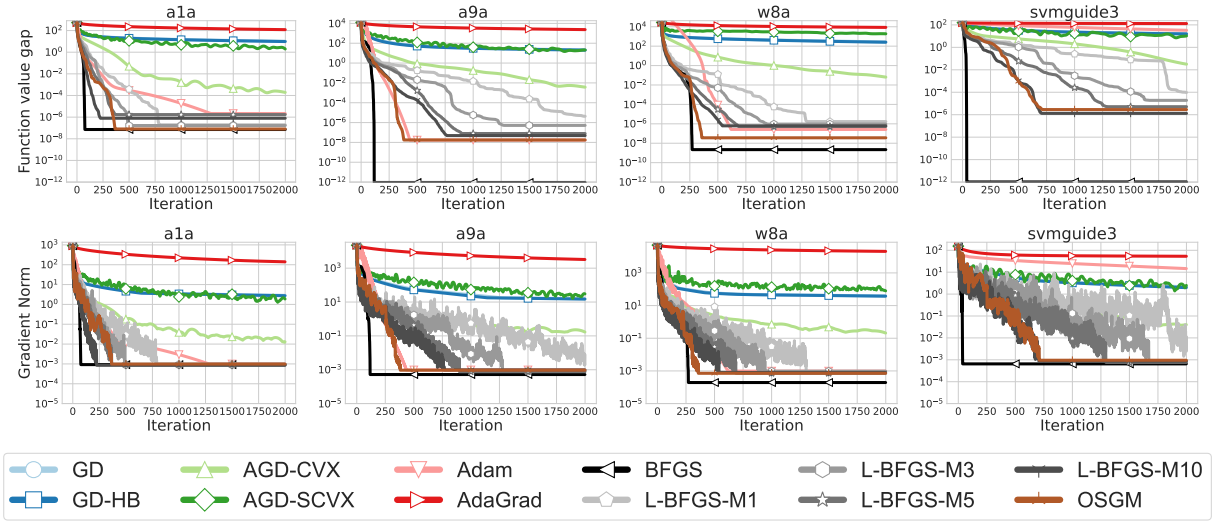 a1a a9a w8a svmguide3
Function value gap
10^2 10^0 10^-2 10^-4 10^-6 10^-8 10^-10 10^-12
0 250 500 750 1000 1250 1500 1750 2000
Iteration
10^4 10^2 10^0 10^-2 10^-4 10^-6 10^-8 10^-10 10^-12
0 250 500 750 1000 1250 1500 1750 2000
Iteration
10^4 10^2 10^0 10^-2 10^-4 10^-6 10^-8 10^-10 10^-12
0 250 500 750 1000 1250 1500 1750 2000
Iteration
10^2 10^0 10^-2 10^-4 10^-6 10^-8 10^-10 10^-12
0 250 500 750 1000 1250 1500 1750 2000
Iteration
a1a a9a w8a svmguide3
Gradient Norm
10^3 10^2 10^1 10^0 10^-1 10^-2 10^-3 10^-4 10^-5
0 250 500 750 1000 1250 1500 1750 2000
Iteration
10^3 10^1 10^-1 10^-3 10^-5
0 250 500 750 1000 1250 1500 1750 2000
Iteration
10^3 10^1 10^-1 10^-3 10^-5
0 250 500 750 1000 1250 1500 1750 2000
Iteration
10^2 10^1 10^0 10^-1 10^-2 10^-3 10^-4 10^-5
0 250 500 750 1000 1250 1500 1750 2000
Iteration
GD AGD-CVX Adam BFGS L-BFGS-M3 L-BFGS-M10
GD-HB AGD-SCVX AdaGrad L-BFGS-M1 L-BFGS-M5 OSGM